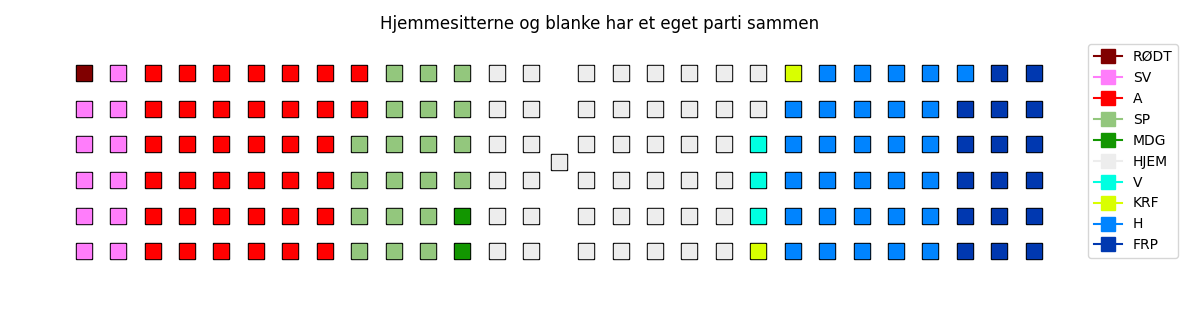 Hjemmesitterne og blanke har et eget parti sammen
RØDT
SV
A
SP
MDG
HJEM
V
KRF
H
FRP